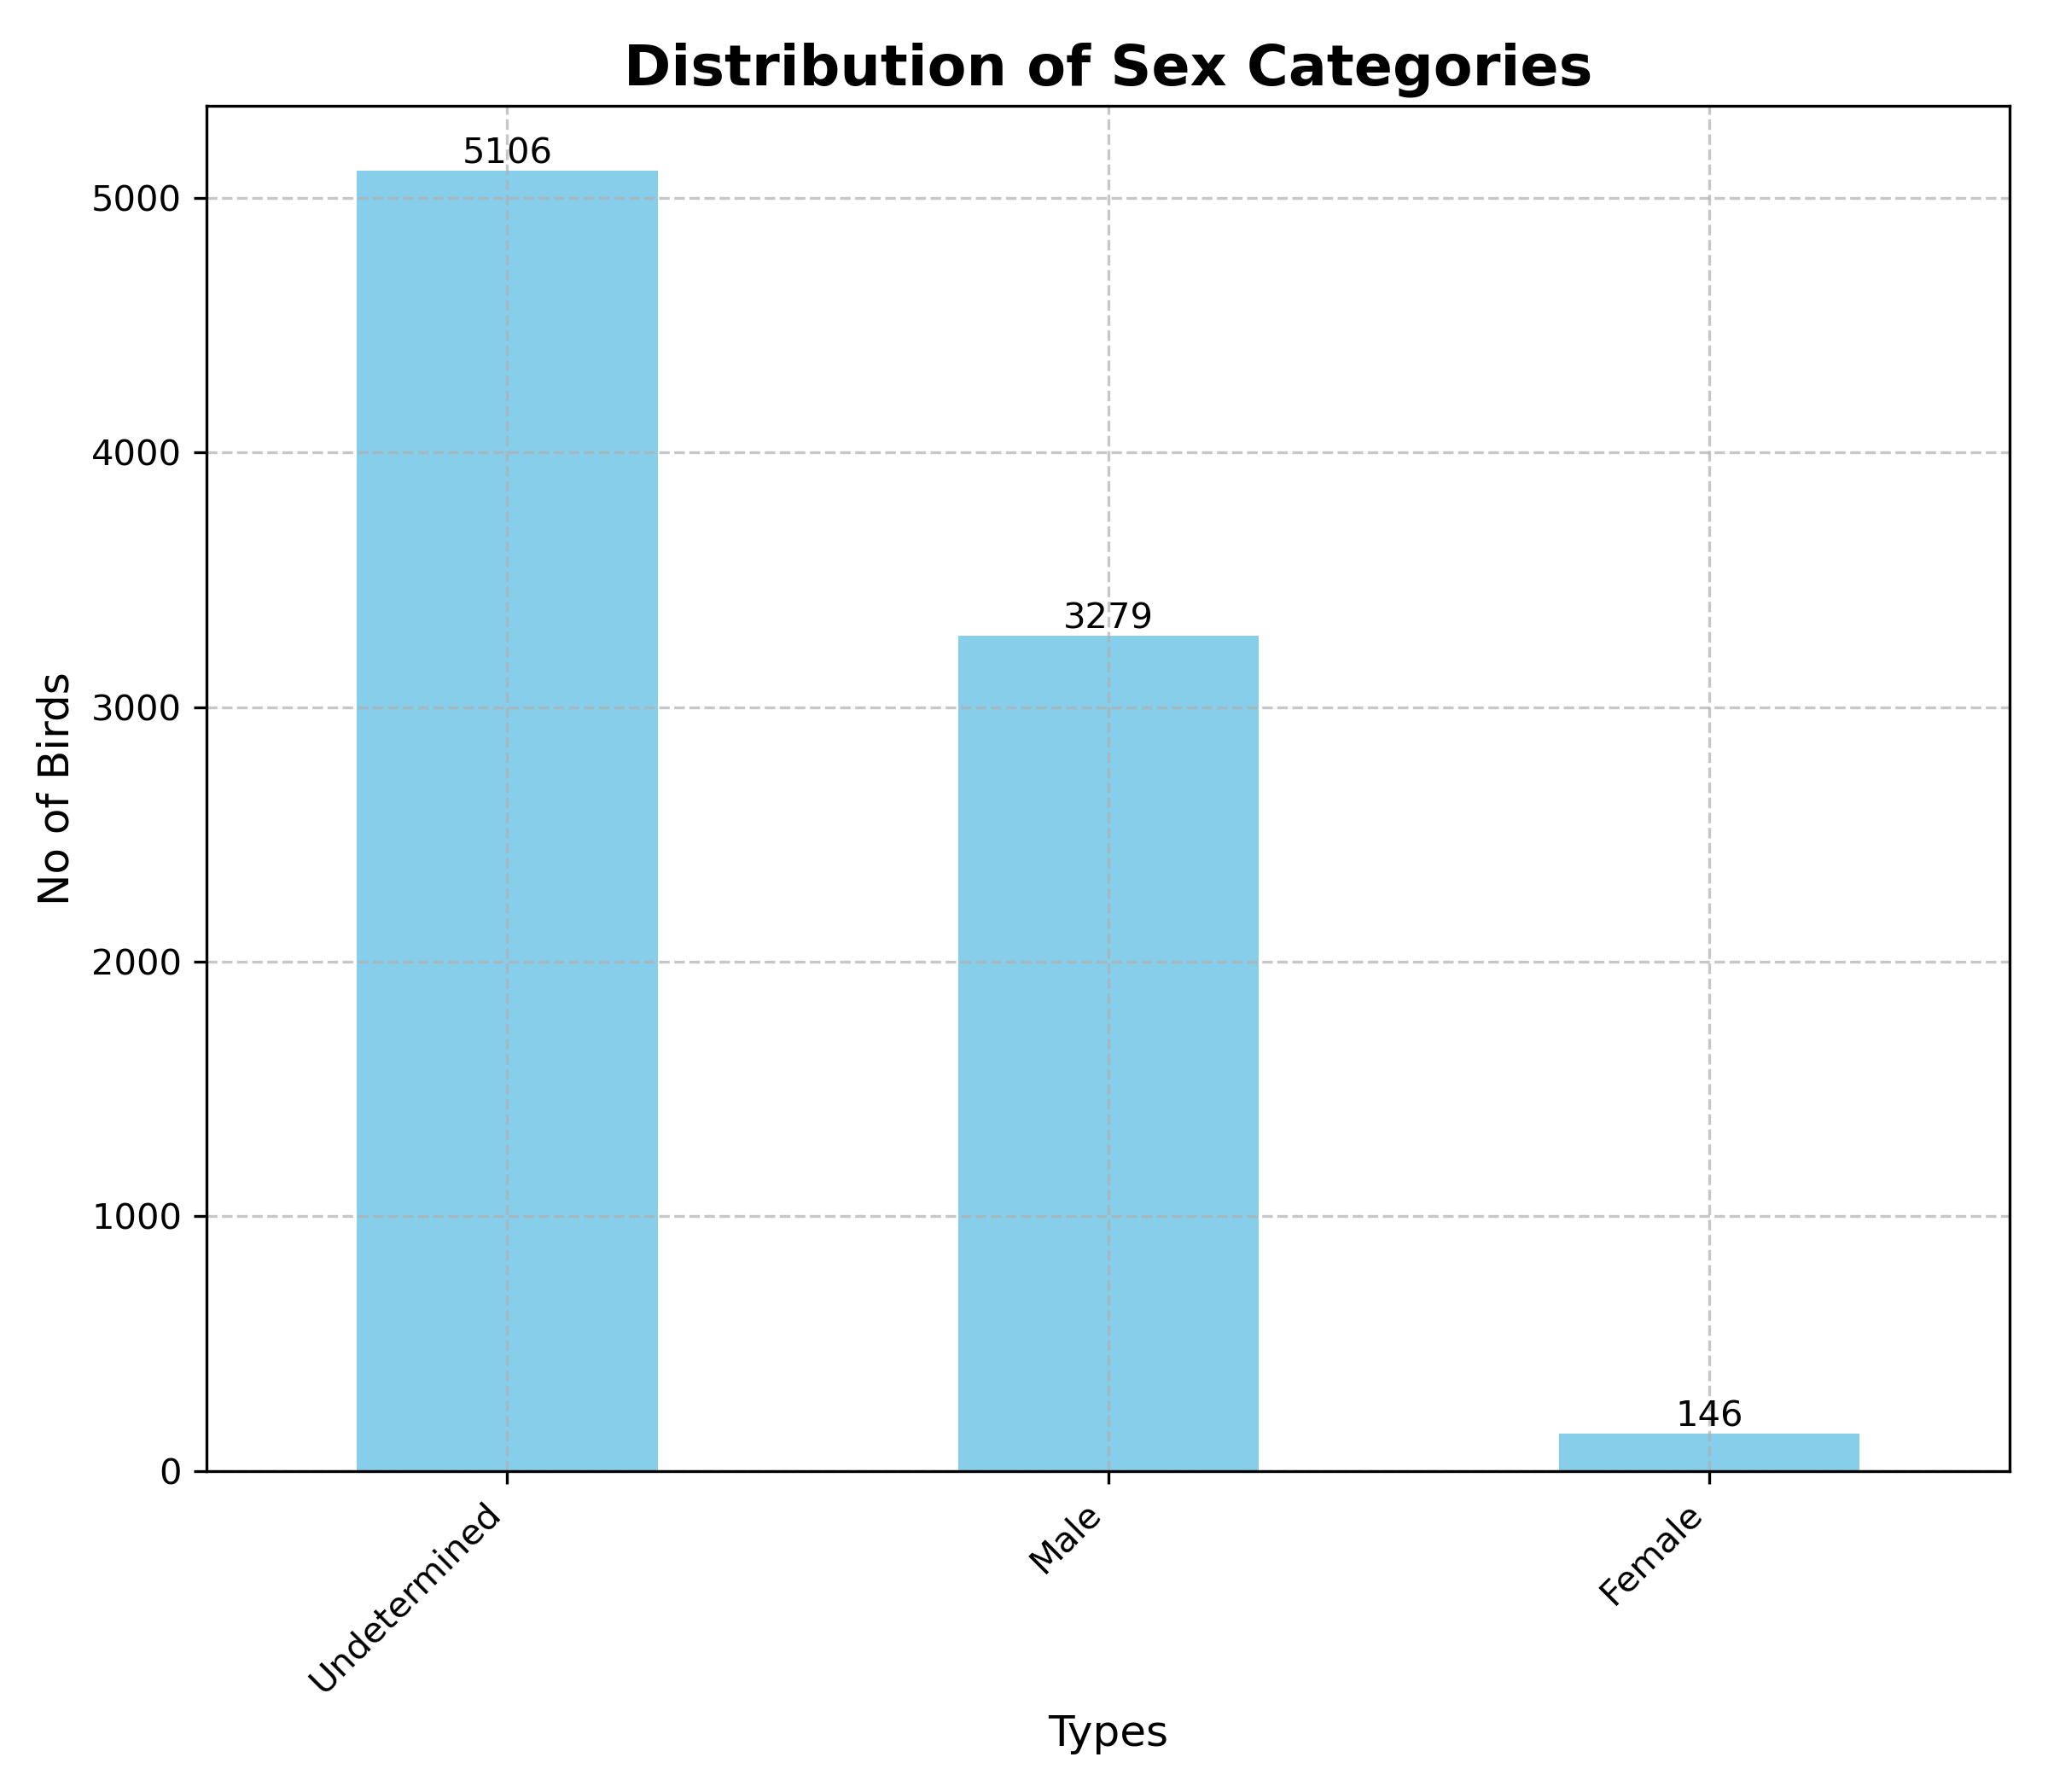 Distribution of Sex Categories
5106
5000
4000
3279
3000
2000
1000
146
0
No of Birds
Undetermined
Male
Female
Types